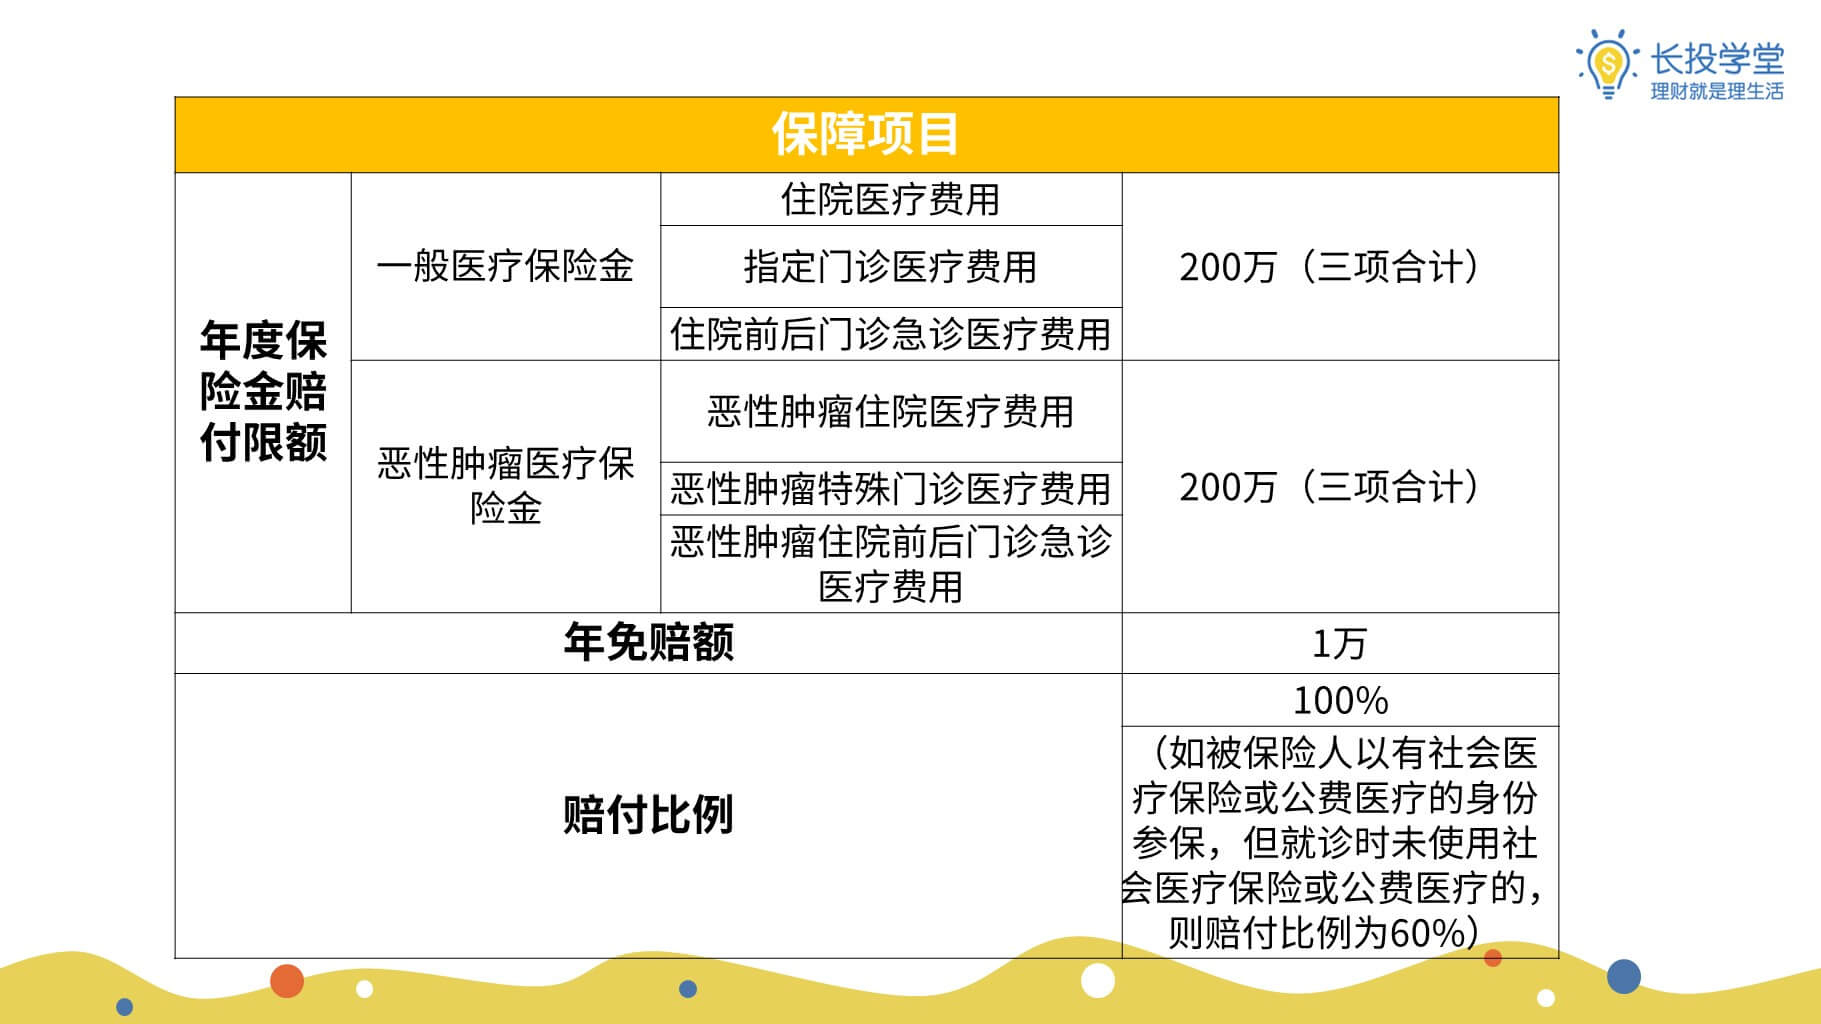 长投学堂
理财就是理生活
保障项目
年度保
险金赔
付限额
一般医疗保险金
住院医疗费用
指定门诊医疗费用
住院前后门诊急诊医疗费用
200万（三项合计）
恶性肿瘤医疗保
险金
恶性肿瘤住院医疗费用
恶性肿瘤特殊门诊医疗费用
恶性肿瘤住院前后门诊急诊
医疗费用
200万（三项合计）
年免赔额
1万
赔付比例
100%
（如被保险人以有社会医
疗保险或公费医疗的身份
参保，但就诊时未使用社
会医疗保险或公费医疗的，
则赔付比例为60%）